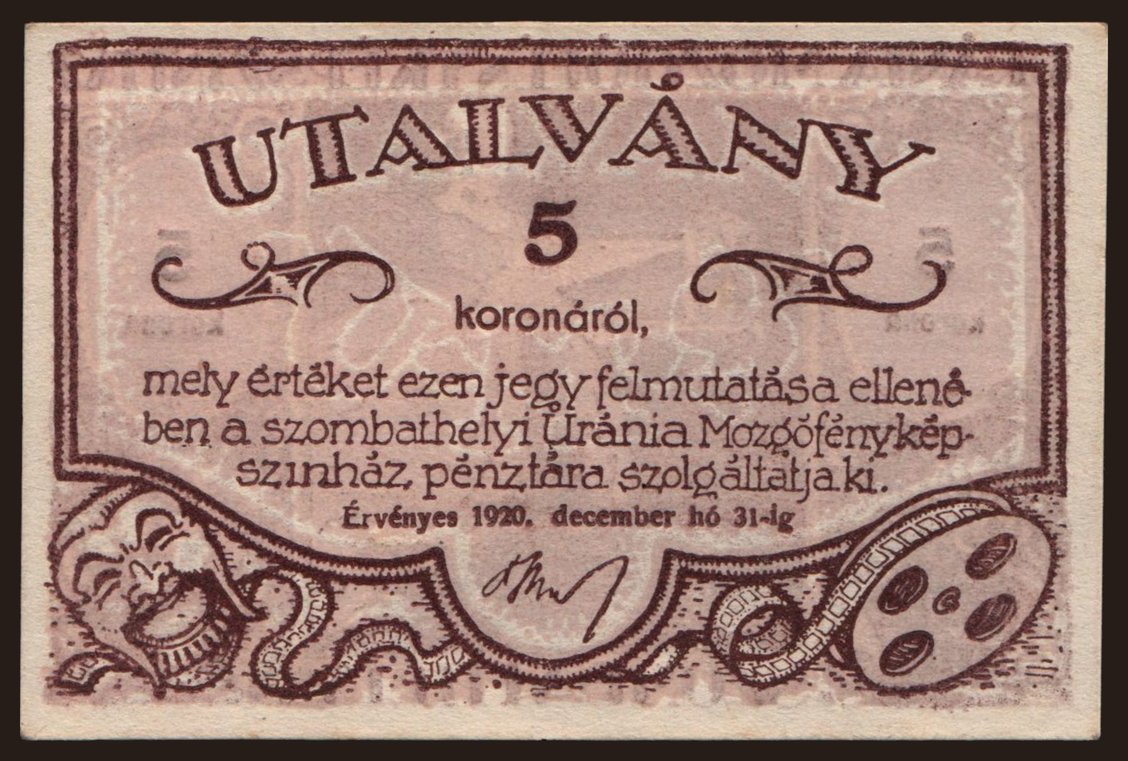 UTALVÁNY
5
koronáról,
mely értéket ezen jegy felmutatása ellené-
ben a szombathelyi Uránia Mozgófénykép-
szinház pénztára szolgáltatja ki.
Érvényes 1920. december hó 31-ig